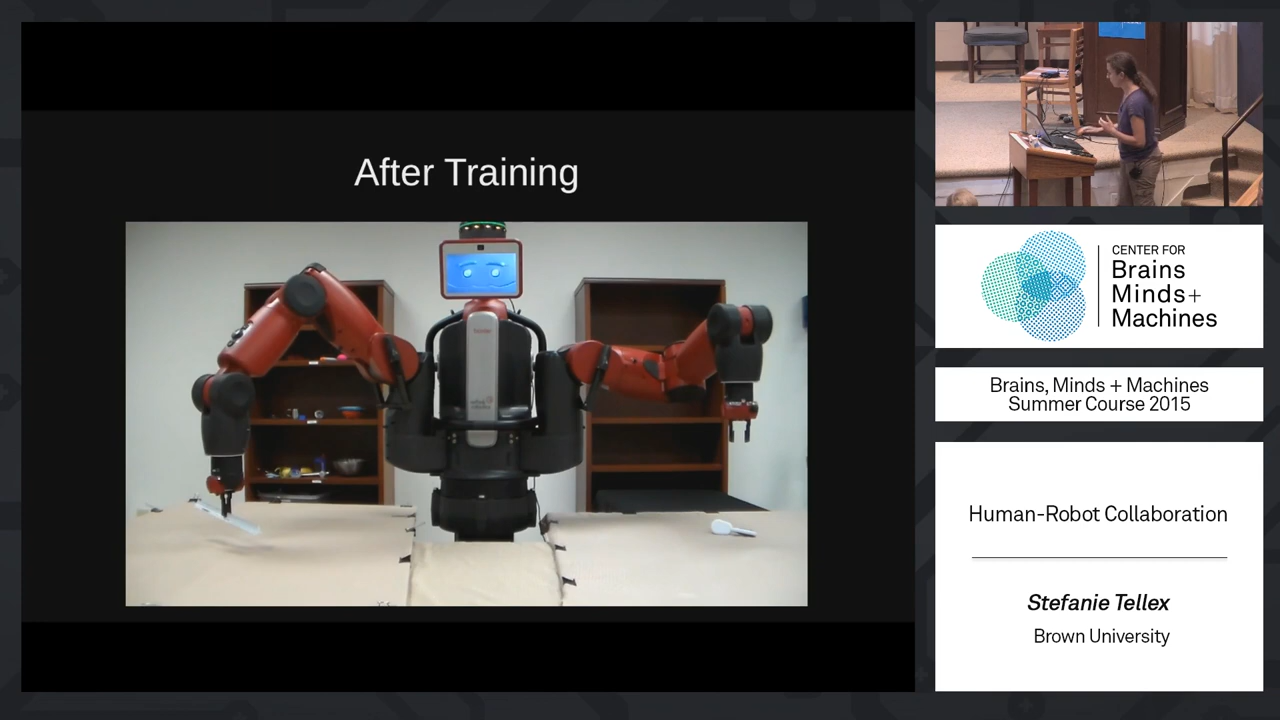 After Training
CENTER FOR
Brains
Minds+
Machines
Brains, Minds + Machines
Summer Course 2015
Human-Robot Collaboration
Stefanie Tellex
Brown University